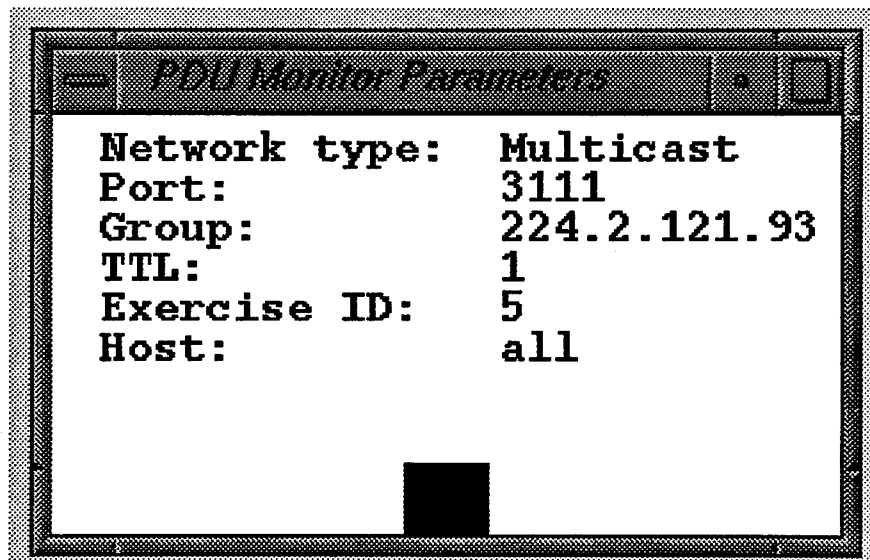 PDU Monitor Parameters
Network type: Multicast
Port: 3111
Group: 224.2.121.93
TTL: 1
Exercise ID: 5
Host: all